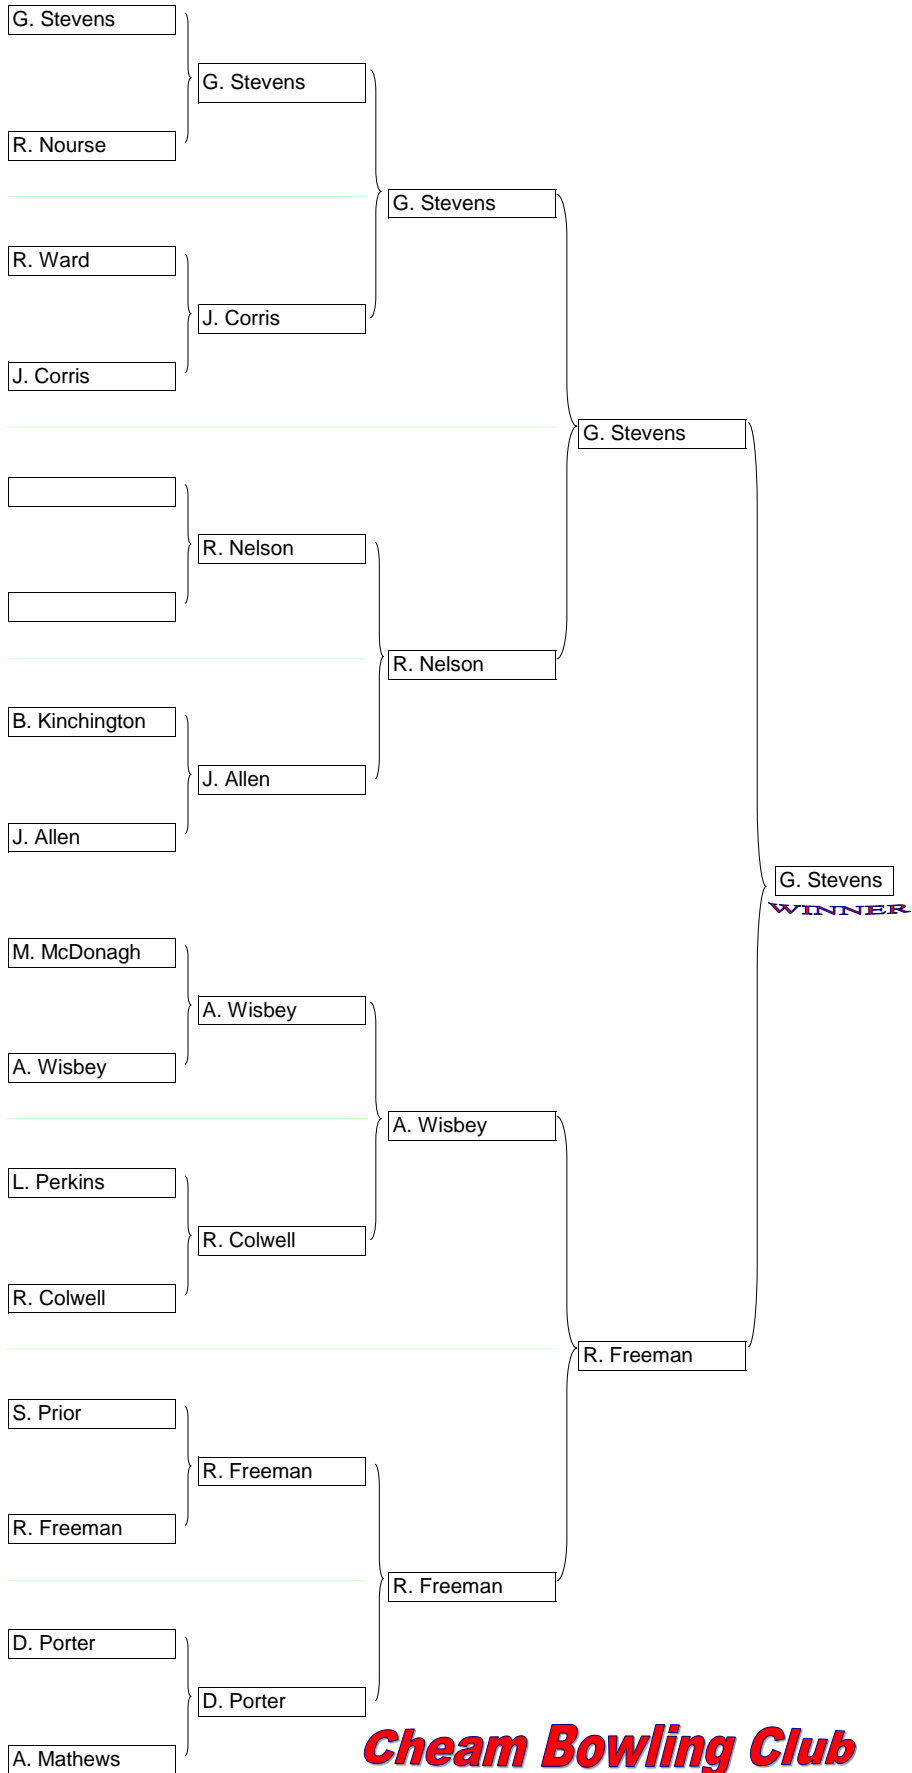 G. Stevens
G. Stevens
R. Nourse
G. Stevens
R. Ward
J. Corris
J. Corris
G. Stevens
R. Nelson
R. Nelson
B. Kinchington
J. Allen
J. Allen
G. Stevens
WINNER
M. McDonagh
A. Wisbey
A. Wisbey
A. Wisbey
L. Perkins
R. Colwell
R. Colwell
R. Freeman
S. Prior
R. Freeman
R. Freeman
R. Freeman
D. Porter
D. Porter
A. Mathews
Cheam Bowling Club